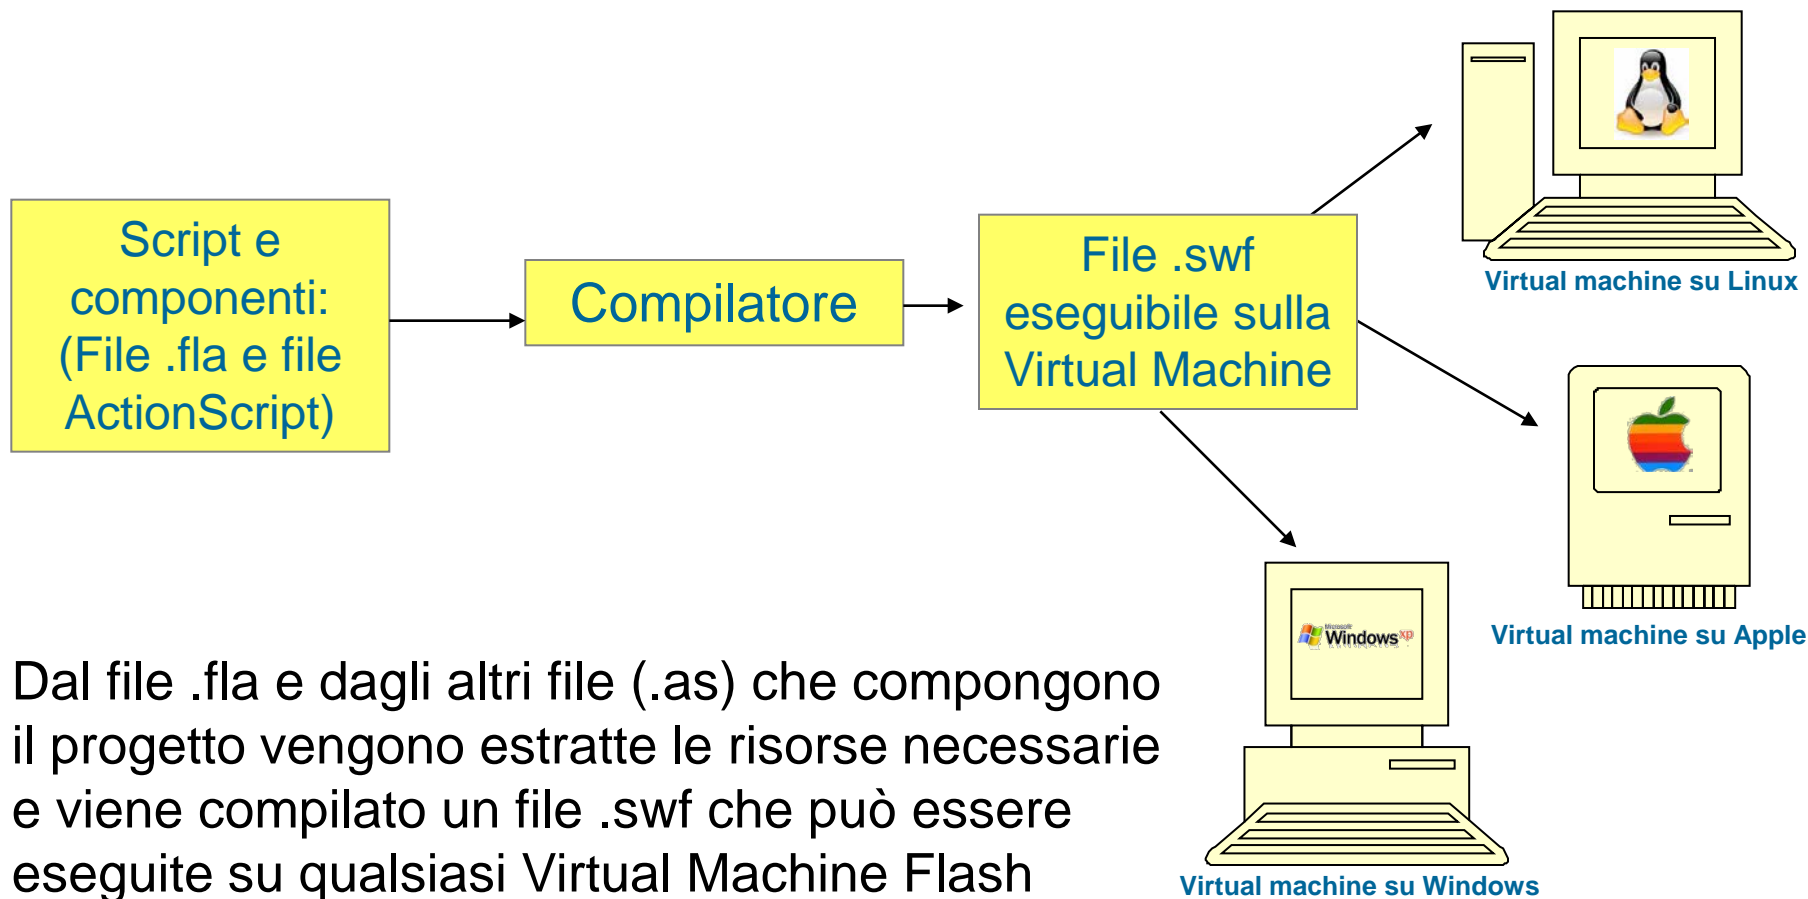 Script e
componenti:
(File .fla e file
ActionScript)
Compilatore
File .swf
eseguibile sulla
Virtual Machine
Virtual machine su Linux
Virtual machine su Apple
Microsoft
Windows xp
Virtual machine su Windows
Dal file .fla e dagli altri file (.as) che compongono
il progetto vengono estratte le risorse necessarie
e viene compilato un file .swf che può essere
eseguite su qualsiasi Virtual Machine Flash